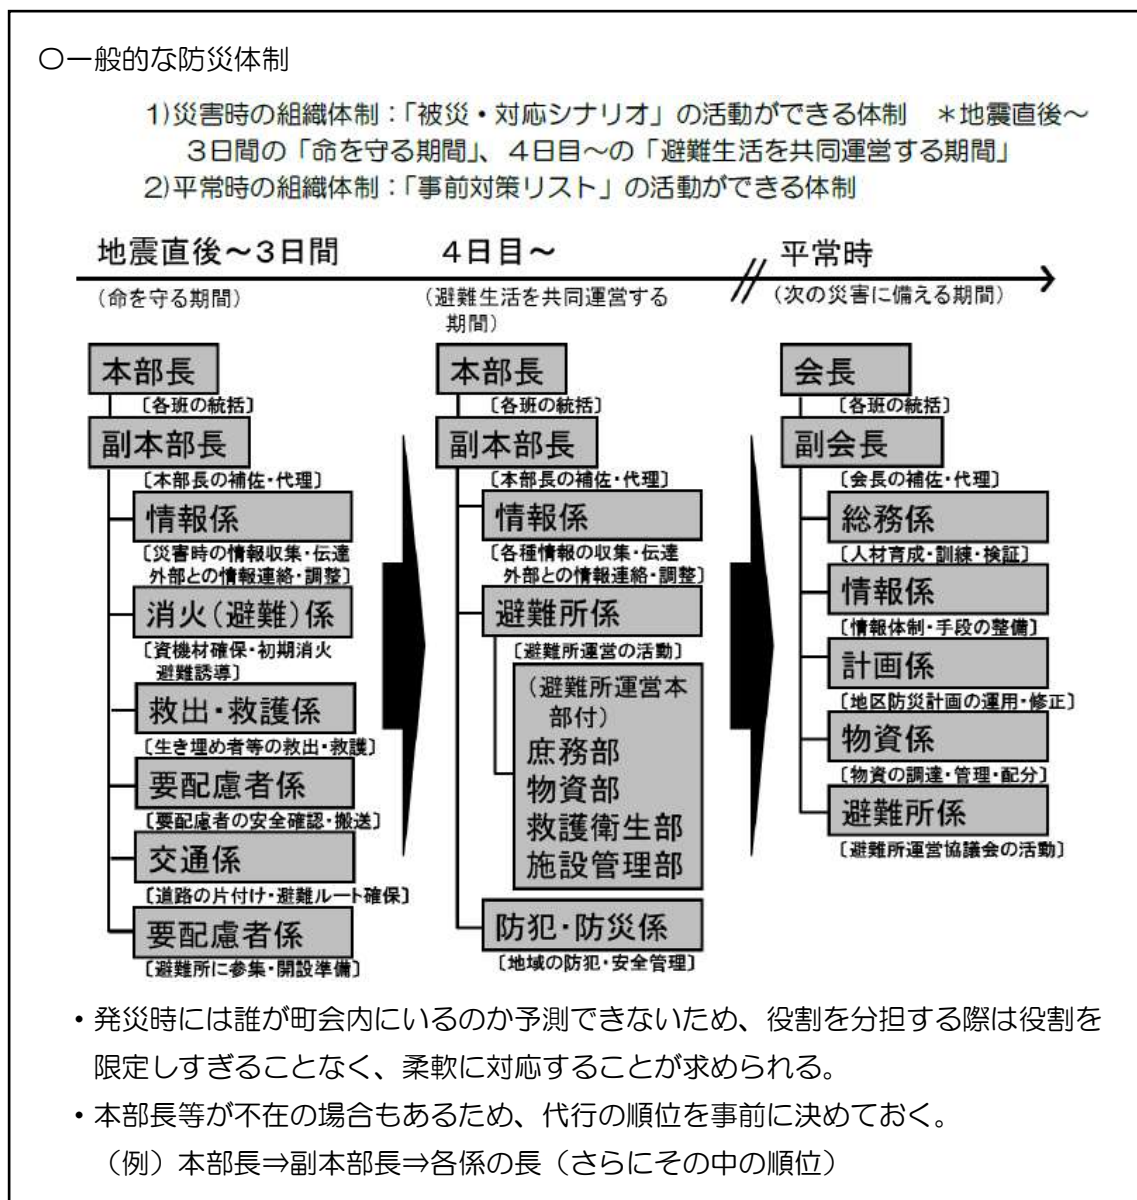 〇一般的な防災体制
1)災害時の組織体制：「被災・対応シナリオ」の活動ができる体制　＊地震直後～
３日間の「命を守る期間」、４日目～の「避難生活を共同運営する期間」
2)平常時の組織体制：「事前対策リスト」の活動ができる体制
地震直後～３日間
（命を守る期間）
４日目～
（避難生活を共同運営する
期間）
平常時
（次の災害に備える期間）
本部長
〔各班の統括〕
副本部長
〔本部長の補佐・代理〕
情報係
〔災害時の情報収集・伝達
外部との情報連絡・調整〕
消火（避難）係
〔資機材確保・初期消火
避難誘導〕
救出・救護係
〔生き埋め者等の救出・救護〕
要配慮者係
〔要配慮者の安全確認・搬送〕
交通係
〔道路の片付け・避難ルート確保〕
要配慮者係
〔避難所に参集・開設準備〕
本部長
〔各班の統括〕
副本部長
〔本部長の補佐・代理〕
情報係
〔各種情報の収集・伝達
外部との情報連絡・調整〕
避難所係
〔避難所運営の活動〕
（避難所運営本
部付）
庶務部
物資部
救護衛生部
施設管理部
防犯・防災係
〔地域の防犯・安全管理〕
会長
〔各班の統括〕
副会長
〔会長の補佐・代理〕
総務係
〔人材育成・訓練・検証〕
情報係
〔情報体制・手段の整備〕
計画係
〔地区防災計画の運用・修正〕
物資係
〔物資の調達・管理・配分〕
避難所係
〔避難所運営協議会の活動〕
・発災時には誰が町会内にいるのか予測できないため、役割を分担する際は役割を
限定しすぎることなく、柔軟に対応することが求められる。
・本部長等が不在の場合もあるため、代行の順位を事前に決めておく。
（例）本部長⇒副本部長⇒各係の長（さらにその中の順位）